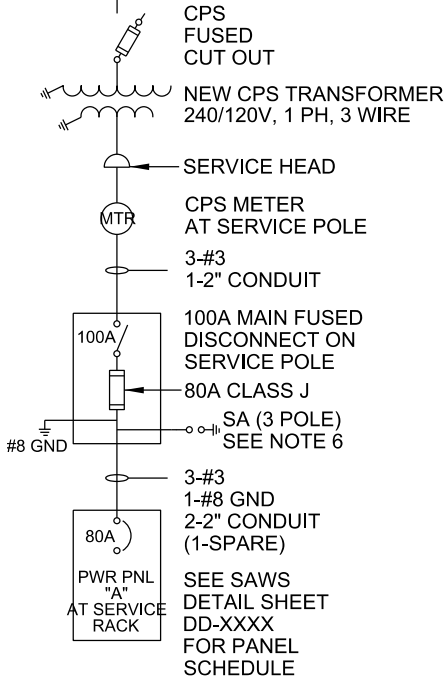 CPS
FUSED
CUT OUT
NEW CPS TRANSFORMER
240/120V, 1 PH, 3 WIRE
SERVICE HEAD
MTR
CPS METER
AT SERVICE POLE
3-#3
1-2" CONDUIT
100A
100A MAIN FUSED
DISCONNECT ON
SERVICE POLE
80A CLASS J
#8 GND
SA (3 POLE)
SEE NOTE 6
3-#3
1-#8 GND
2-2" CONDUIT
(1-SPARE)
80A
PWR PNL
"A"
AT SERVICE
RACK
SEE SAWS
DETAIL SHEET
DD-XXXX
FOR PANEL
SCHEDULE